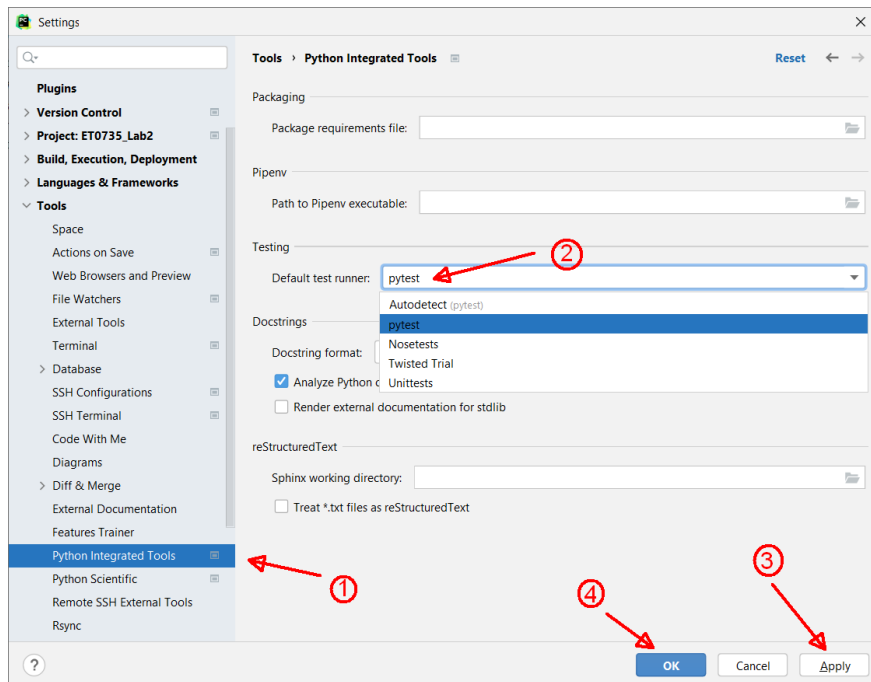 Settings
Tools › Python Integrated Tools
Reset
Plugins
Version Control
Project: ET0735_Lab2
Build, Execution, Deployment
Languages & Frameworks
Tools
Space
Actions on Save
Web Browsers and Preview
File Watchers
External Tools
Terminal
Database
SSH Configurations
SSH Terminal
Code With Me
Diagrams
Diff & Merge
External Documentation
Features Trainer
Python Integrated Tools
Python Scientific
Remote SSH External Tools
Rsync
Packaging
Package requirements file:
Pipenv
Path to Pipenv executable:
Testing
2
Default test runner: pytest
Autodetect (pytest)
pytest
Nosetests
Twisted Trial
Unittests
Docstrings
Docstring format:
Analyze Python
Render external documentation for stdlib
reStructuredText
Sphinx working directory:
Treat *.txt files as reStructuredText
1
3
4
?
OK
Cancel
Apply